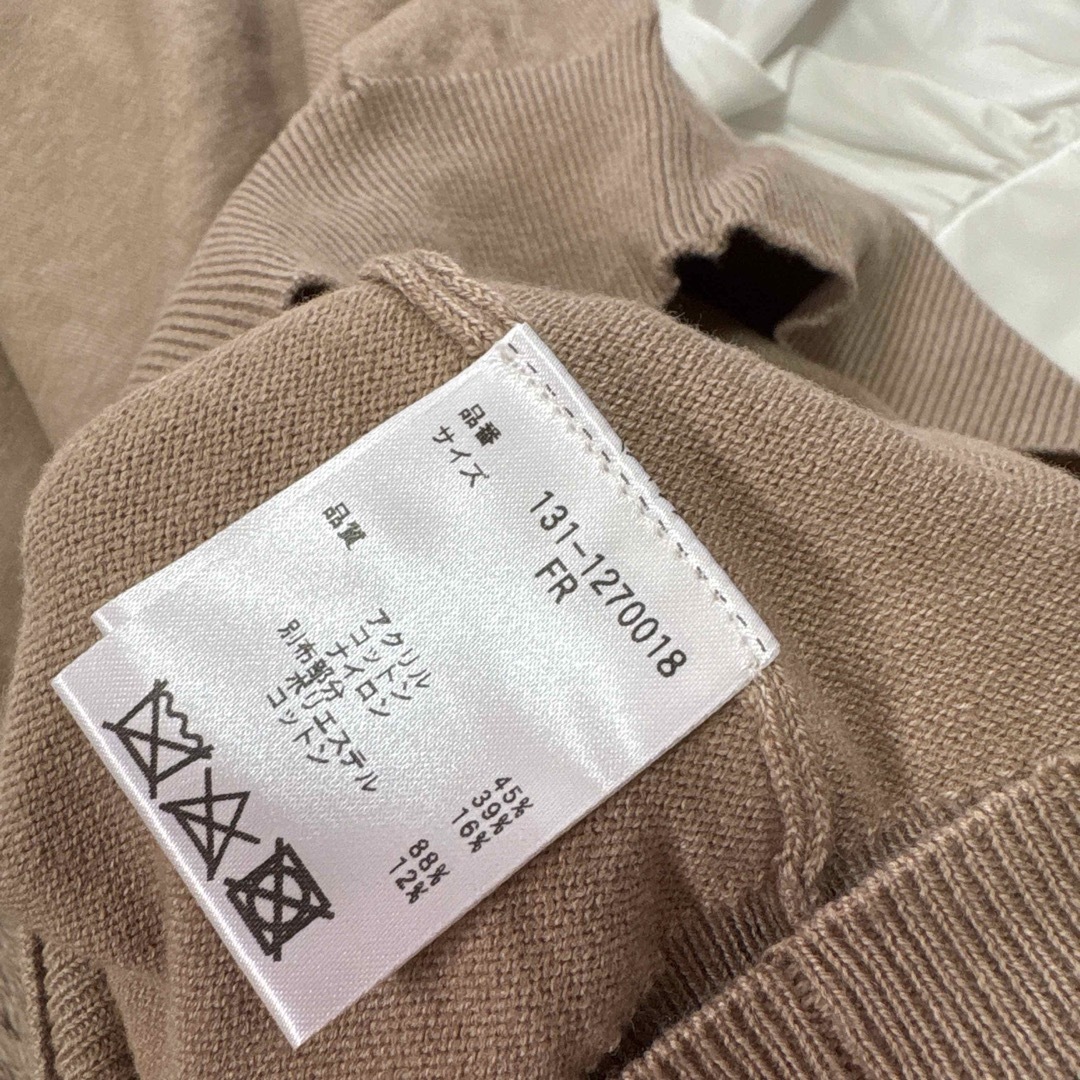 品番 131-1270018
サイズ FR
品質
アクリル 45%
コットン 39%
ナイロン 16%
別布部分
ポリエステル 88%
コットン 12%